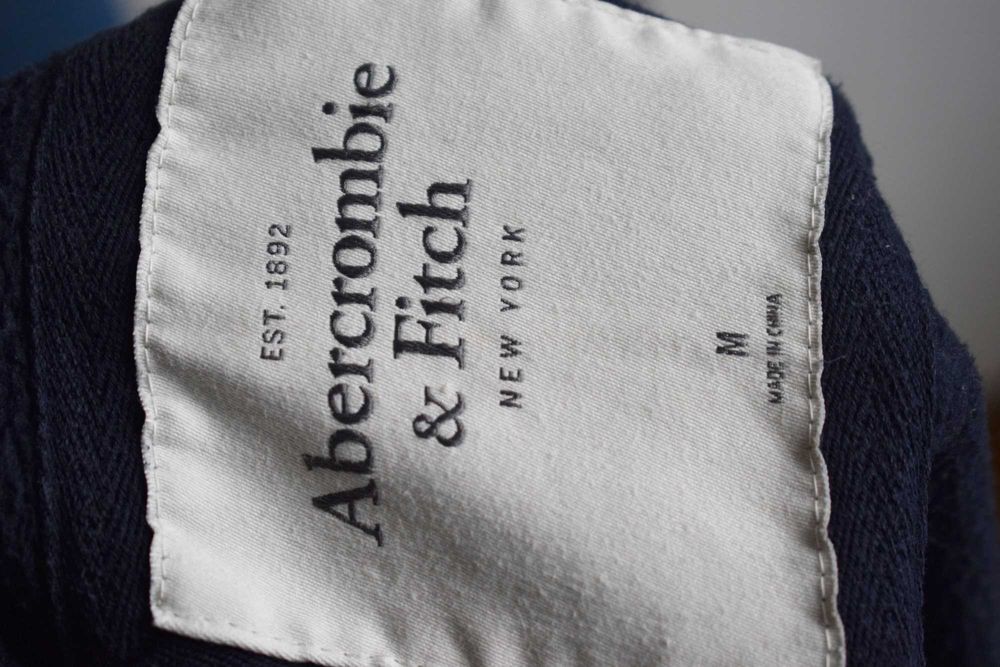 EST. 1892
Abercrombie
& Fitch
NEW YORK
M
MADE IN CHINA